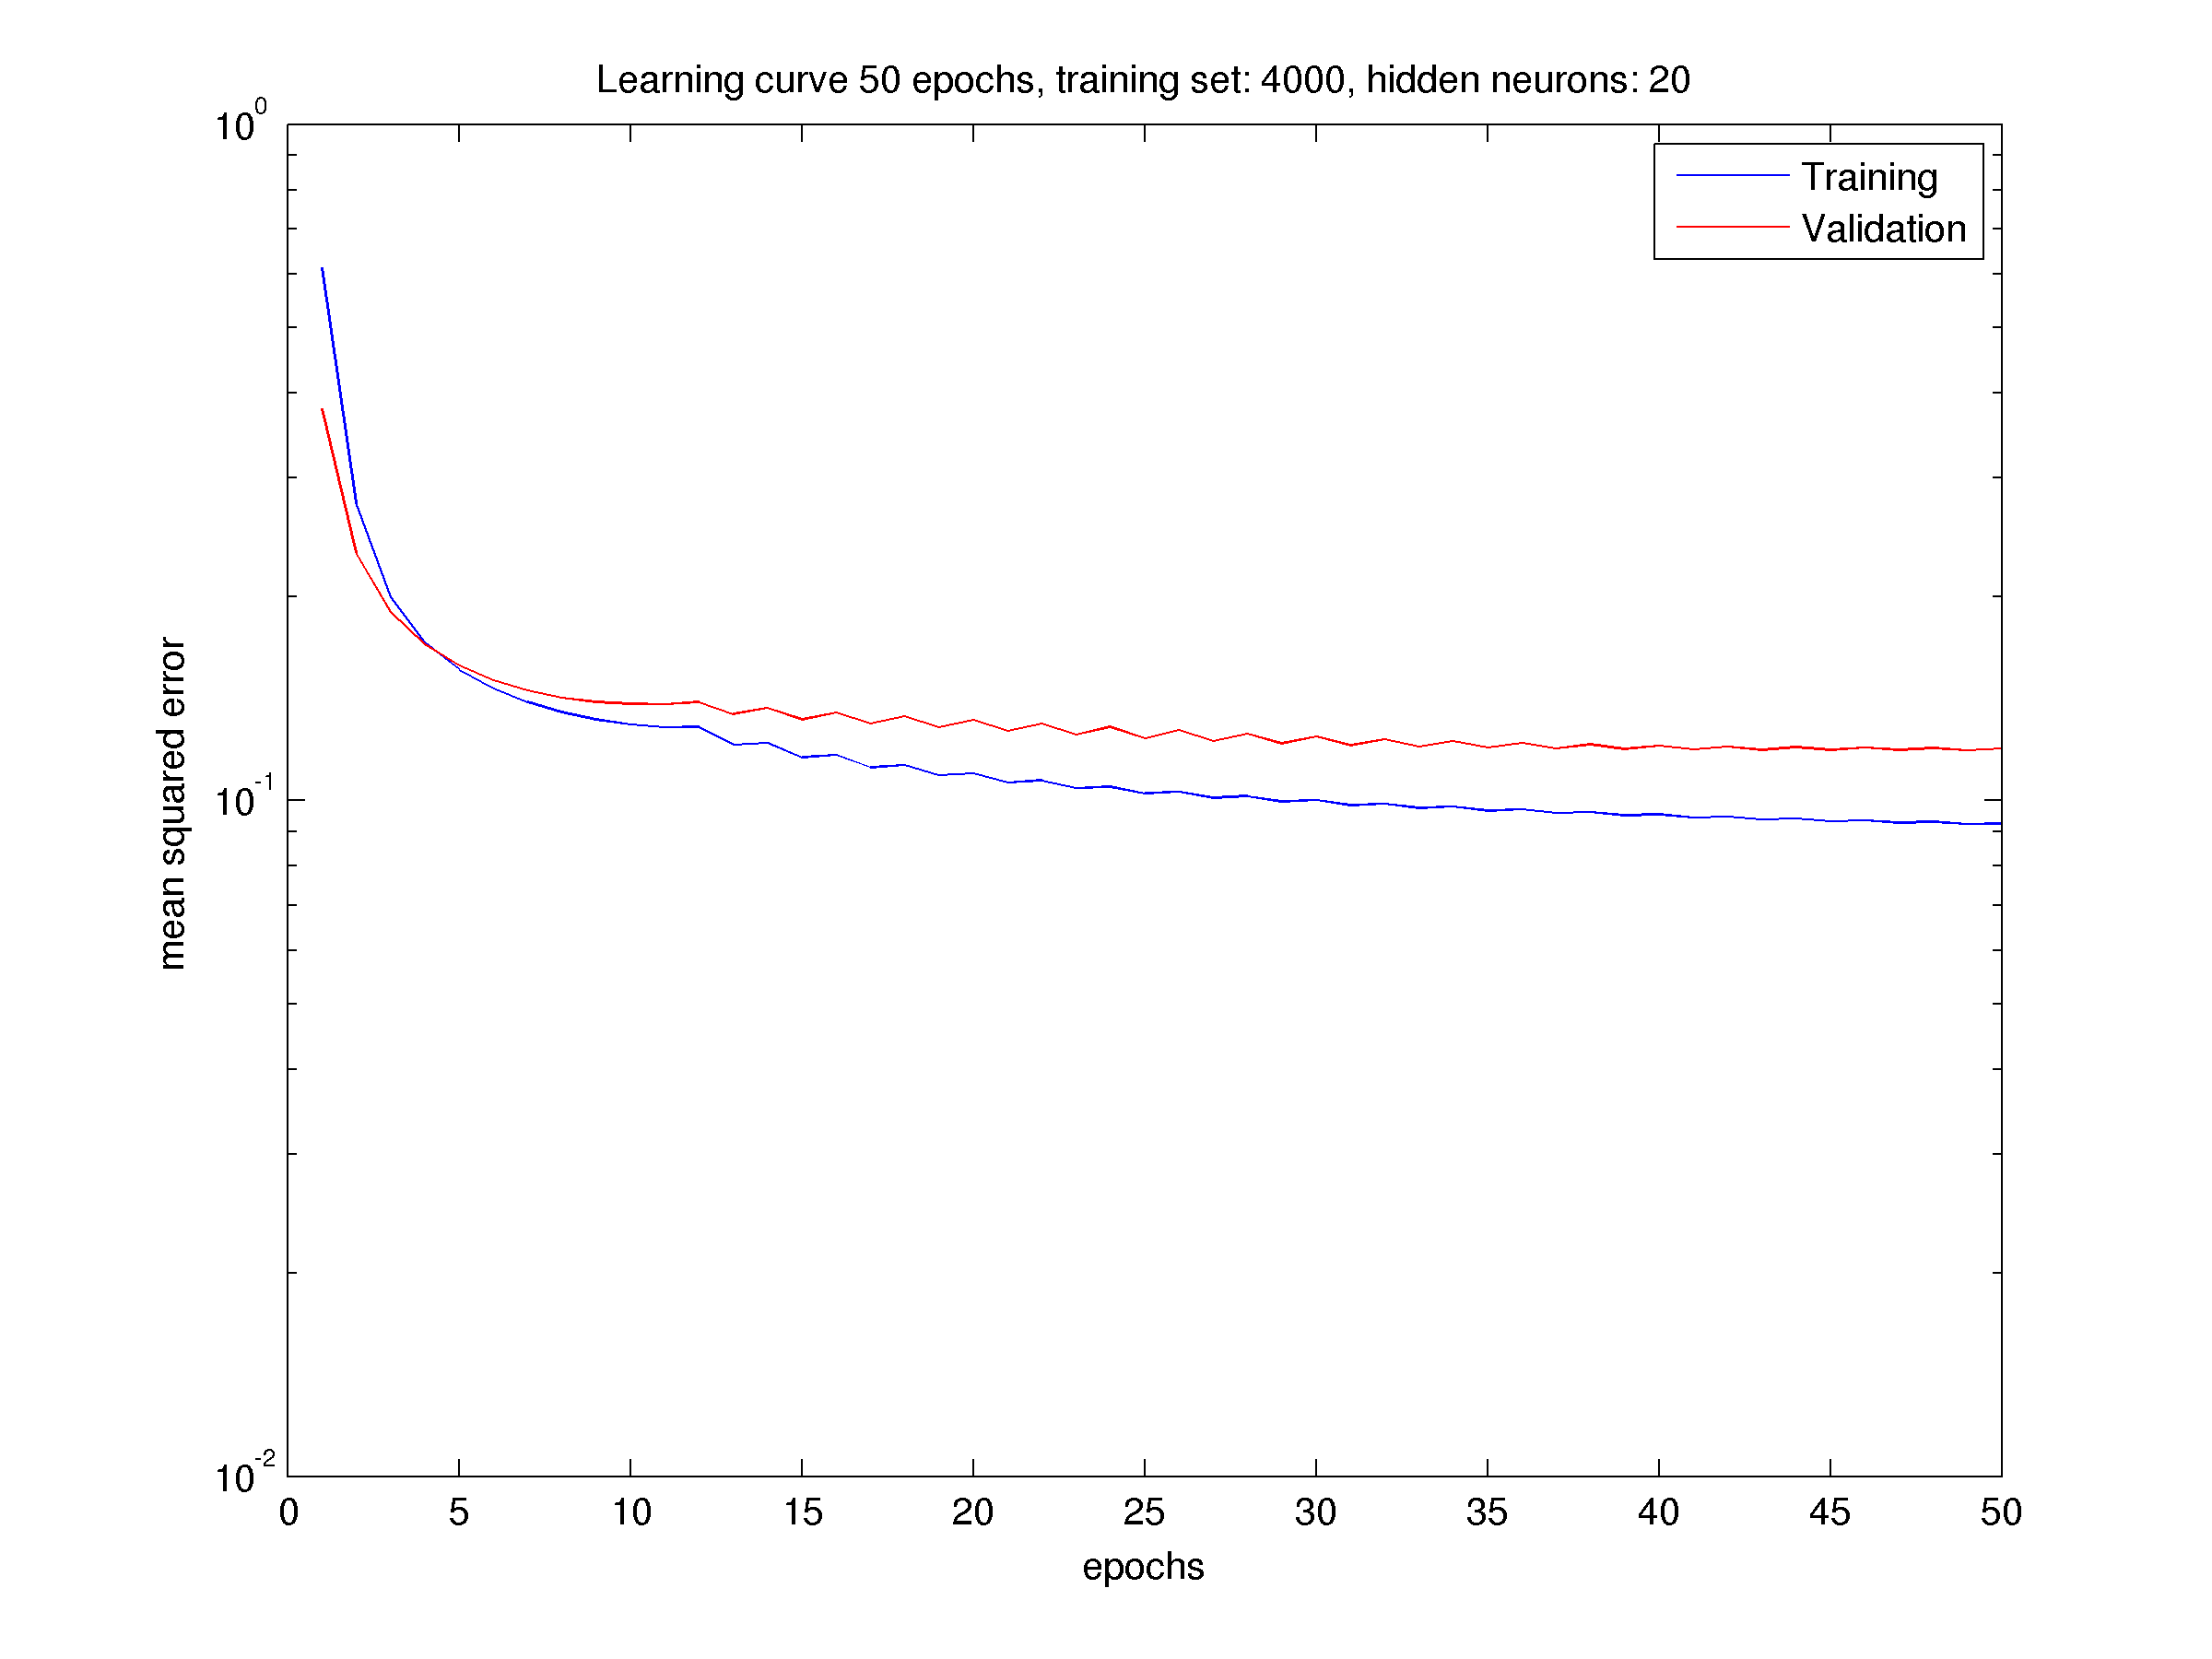 Learning curve 50 epochs, training set: 4000, hidden neurons: 20
10^0
Training
Validation
mean squared error
10^-1
10^-2
0 5 10 15 20 25 30 35 40 45 50
epochs